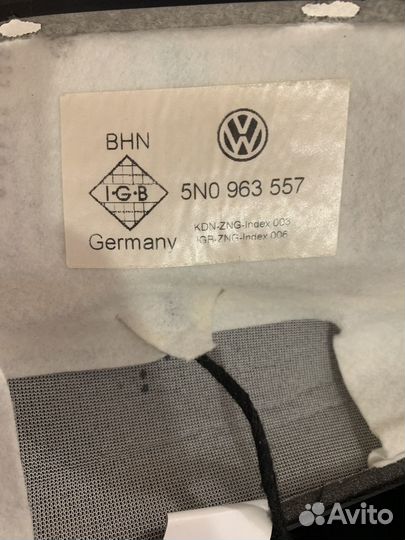 BHN
I·G·B
Germany
5N0 963 557
KDN-ZNG-Index 003
IGB-ZNG-Index 006
Avito